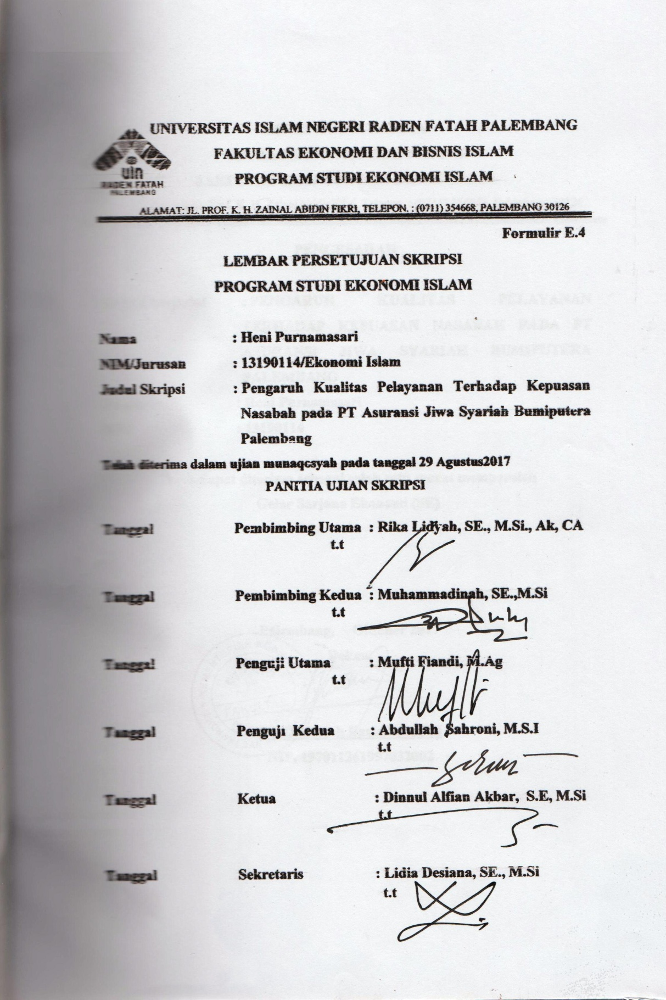 UNIVERSITAS ISLAM NEGERI RADEN FATAH PALEMBANG
FAKULTAS EKONOMI DAN BISNIS ISLAM
PROGRAM STUDI EKONOMI ISLAM
uin
RADEN FATAH
PALEMBANG
ALAMAT: JL. PROF. K. H. ZAINAL ABIDIN FIKRI, TELEPON. : (0711) 354668, PALEMBANG 30126
Formulir E.4
LEMBAR PERSETUJUAN SKRIPSI
PROGRAM STUDI EKONOMI ISLAM
Nama : Heni Purnamasari
NIM/Jurusan : 13190114/Ekonomi Islam
Judul Skripsi : Pengaruh Kualitas Pelayanan Terhadap Kepuasan
Nasabah pada PT Asuransi Jiwa Syariah Bumiputera
Palembang
Telah diterima dalam ujian munaqosyah pada tanggal 29 Agustus2017
PANITIA UJIAN SKRIPSI
Tanggal Pembimbing Utama : Rika Lidyah, SE., M.Si., Ak, CA
t.t
Tanggal Pembimbing Kedua : Muhammadinah, SE.,M.Si
t.t
Tanggal Penguji Utama : Mufti Fiandi, M.Ag
t.t
Tanggal Penguji Kedua : Abdullah Sahroni, M.S.I
t.t
Tanggal Ketua : Dinnul Alfian Akbar, S.E, M.Si
t.t
Tanggal Sekretaris : Lidia Desiana, SE., M.Si
t.t